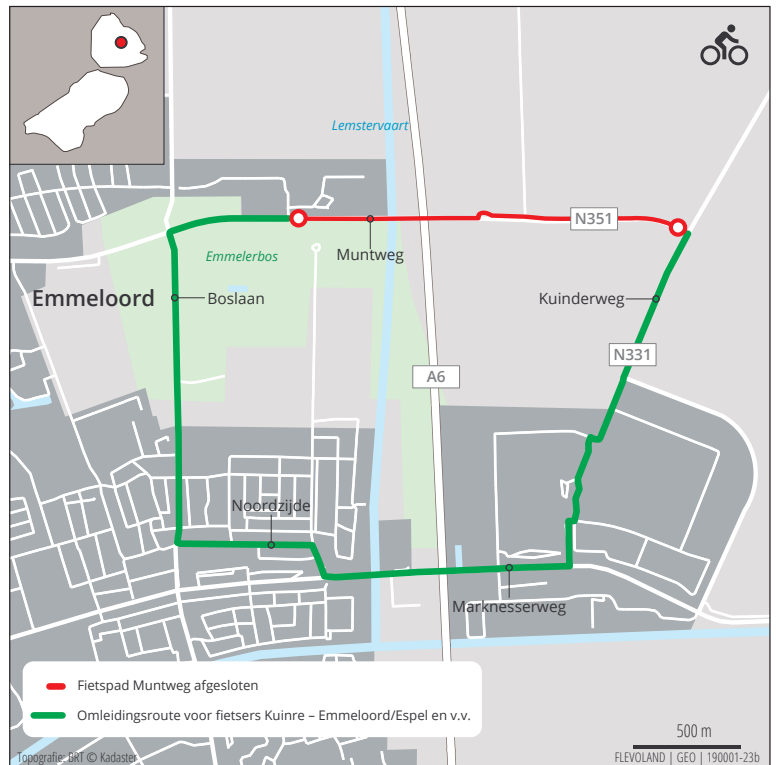 Lemstervaart
N351
Emmelerbos
Muntweg
Emmeloord
Boslaan
Kuinderweg
N331
A6
Noordzijde
Marknesserweg
Fietspad Muntweg afgesloten
Omleidingsroute voor fietsers Kuinre – Emmeloord/Espel en v.v.
500 m
Topografie: BRT © Kadaster
FLEVOLAND | GEO | 190001-23b